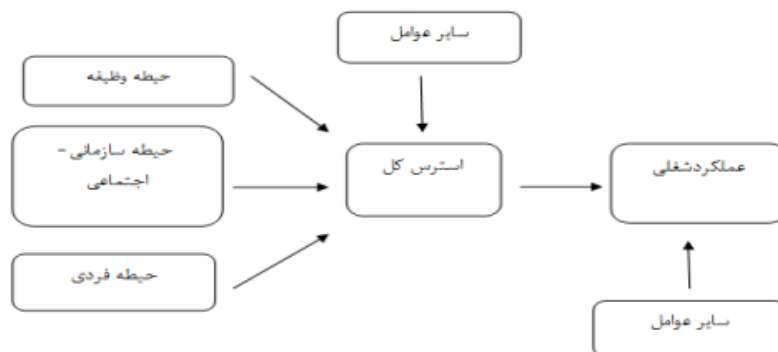 سایر عوامل
حیطه وظیفه
حیطه سازمانی-
اجتماعی
استرس کل
عملکردشغلی
حیطه فردی
سایر عوامل